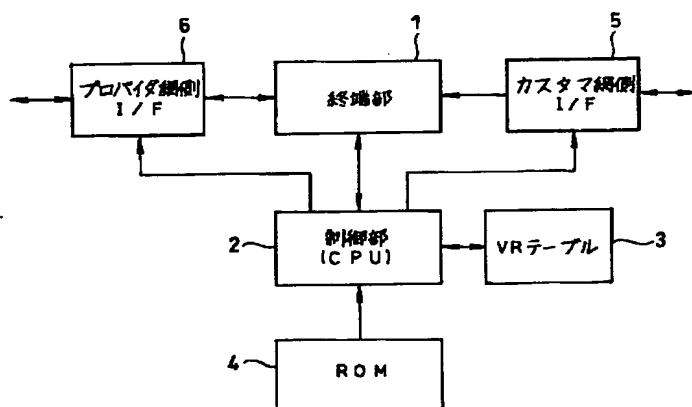 6
1
5
プロバイダ網側
I/F
終端部
カスタマ網側
I/F
2
制御部
(CPU)
VRテーブル
3
4
ROM